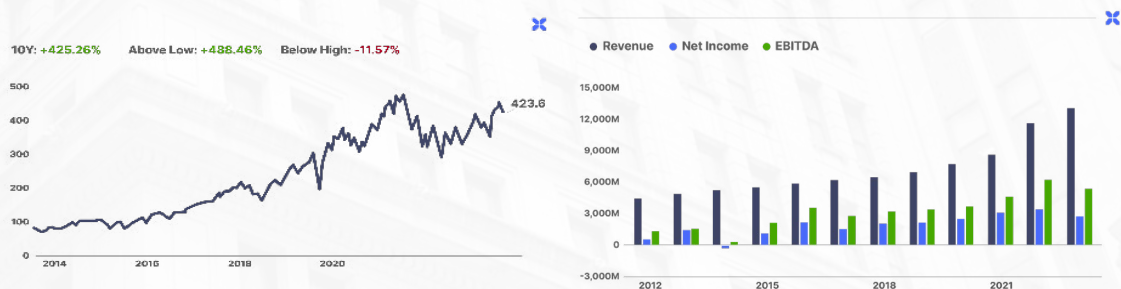 10Y: +425.26% Above Low: +488.46% Below High: -11.57%
500
400
300
200
100
0
423.6
2014 2016 2018 2020
Revenue Net Income EBITDA
15,000M
12,000M
9,000M
6,000M
3,000M
0
-3,000M
2012 2015 2018 2021